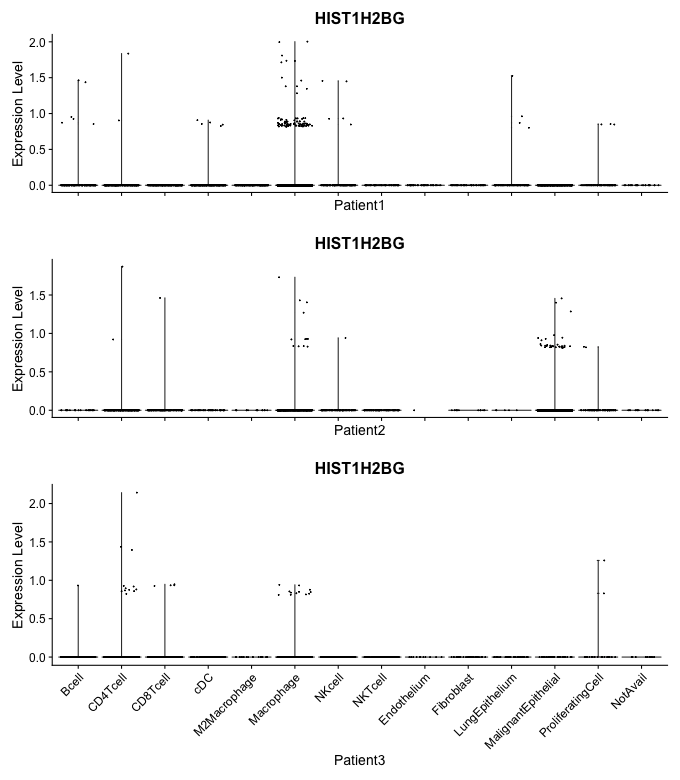 HIST1H2BG
Expression Level
2.0
1.5
1.0
0.5
0.0
Patient1
HIST1H2BG
Expression Level
1.5
1.0
0.5
0.0
Patient2
HIST1H2BG
Expression Level
2.0
1.5
1.0
0.5
0.0
Bcell
CD4Tcell
CD8Tcell
cDC
M2Macrophage
Macrophage
NKcell
NKTcell
Endothelium
Fibroblast
LungEpithelium
MalignantEpithelial
ProliferatingCell
NotAvail
Patient3